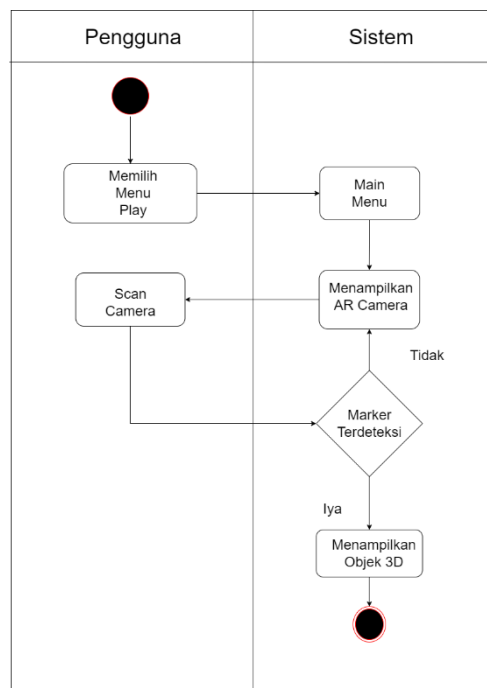 Pengguna
Sistem
Memilih
Menu
Play
Main
Menu
Scan
Camera
Menampilkan
AR Camera
Tidak
Marker
Terdeteksi
Iya
Menampilkan
Objek 3D